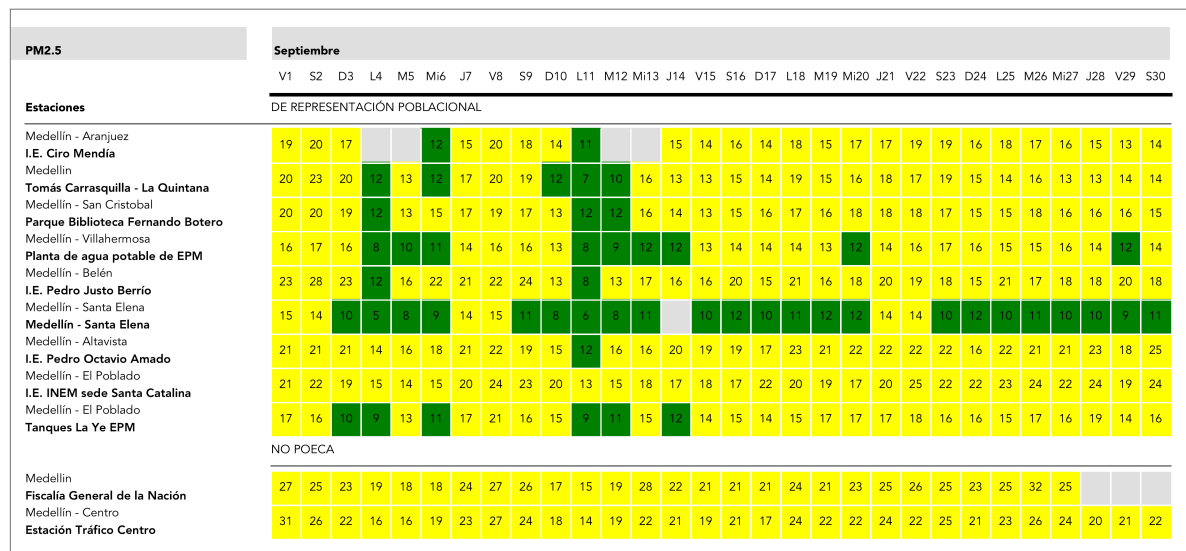 PM2.5
Septiembre
V1 S2 D3 L4 M5 Mi6 J7 V8 S9 D10 L11 M12 Mi13 J14 V15 S16 D17 L18 M19 Mi20 J21 V22 S23 D24 L25 M26 Mi27 J28 V29 S30
Estaciones DE REPRESENTACIÓN POBLACIONAL
Medellín - Aranjuez
I.E. Ciro Mendía
19 20 17 12 15 20 18 14 11 15 14 16 14 18 15 16 17 17 19 19 16 18 17 16 15 13 14
Medellin
Tomás Carrasquilla - La Quintana
20 23 20 12 13 12 17 20 19 12 7 10 16 13 13 15 14 19 15 16 18 17 19 15 14 16 13 13 14 14
Medellín - San Cristobal
Parque Biblioteca Fernando Botero
20 20 19 12 13 15 17 19 17 13 12 12 16 14 13 15 16 17 16 18 18 18 17 15 15 18 16 16 16 15
Medellín - Villahermosa
Planta de agua potable de EPM
16 17 16 8 10 11 14 16 16 13 8 9 12 12 13 14 14 14 13 12 14 16 17 16 15 15 16 14 12 14
Medellín - Belén
I.E. Pedro Justo Berrío
23 28 23 12 16 22 21 22 24 13 8 13 17 16 16 20 15 21 16 18 20 19 18 15 21 17 18 18 20 18
Medellín - Santa Elena
Medellín - Santa Elena
15 14 10 5 8 9 14 15 11 8 6 8 11 10 12 10 11 12 12 14 14 10 12 10 11 10 10 9 11
Medellín - Altavista
I.E. Pedro Octavio Amado
21 21 21 14 16 18 21 22 19 15 12 16 16 20 19 19 17 23 21 22 22 22 22 16 22 21 21 23 18 25
Medellín - El Poblado
I.E. INEM sede Santa Catalina
21 22 19 15 14 15 20 24 23 20 13 15 18 17 18 17 22 20 19 17 20 25 22 22 23 24 22 24 19 24
Medellín - El Poblado
Tanques La Ye EPM
17 16 10 9 13 11 17 21 16 15 9 11 15 12 14 15 14 15 17 15 17 18 16 16 15 17 16 19 14 16
NO POECA
Medellin
Fiscalía General de la Nación
27 25 23 19 18 18 24 27 26 17 15 19 28 22 21 21 21 24 21 23 25 26 25 23 25 32 25
Medellín - Centro
Estación Tráfico Centro
31 26 22 16 16 19 23 27 24 18 14 19 22 21 19 21 17 24 22 22 24 22 25 21 23 26 24 20 21 22